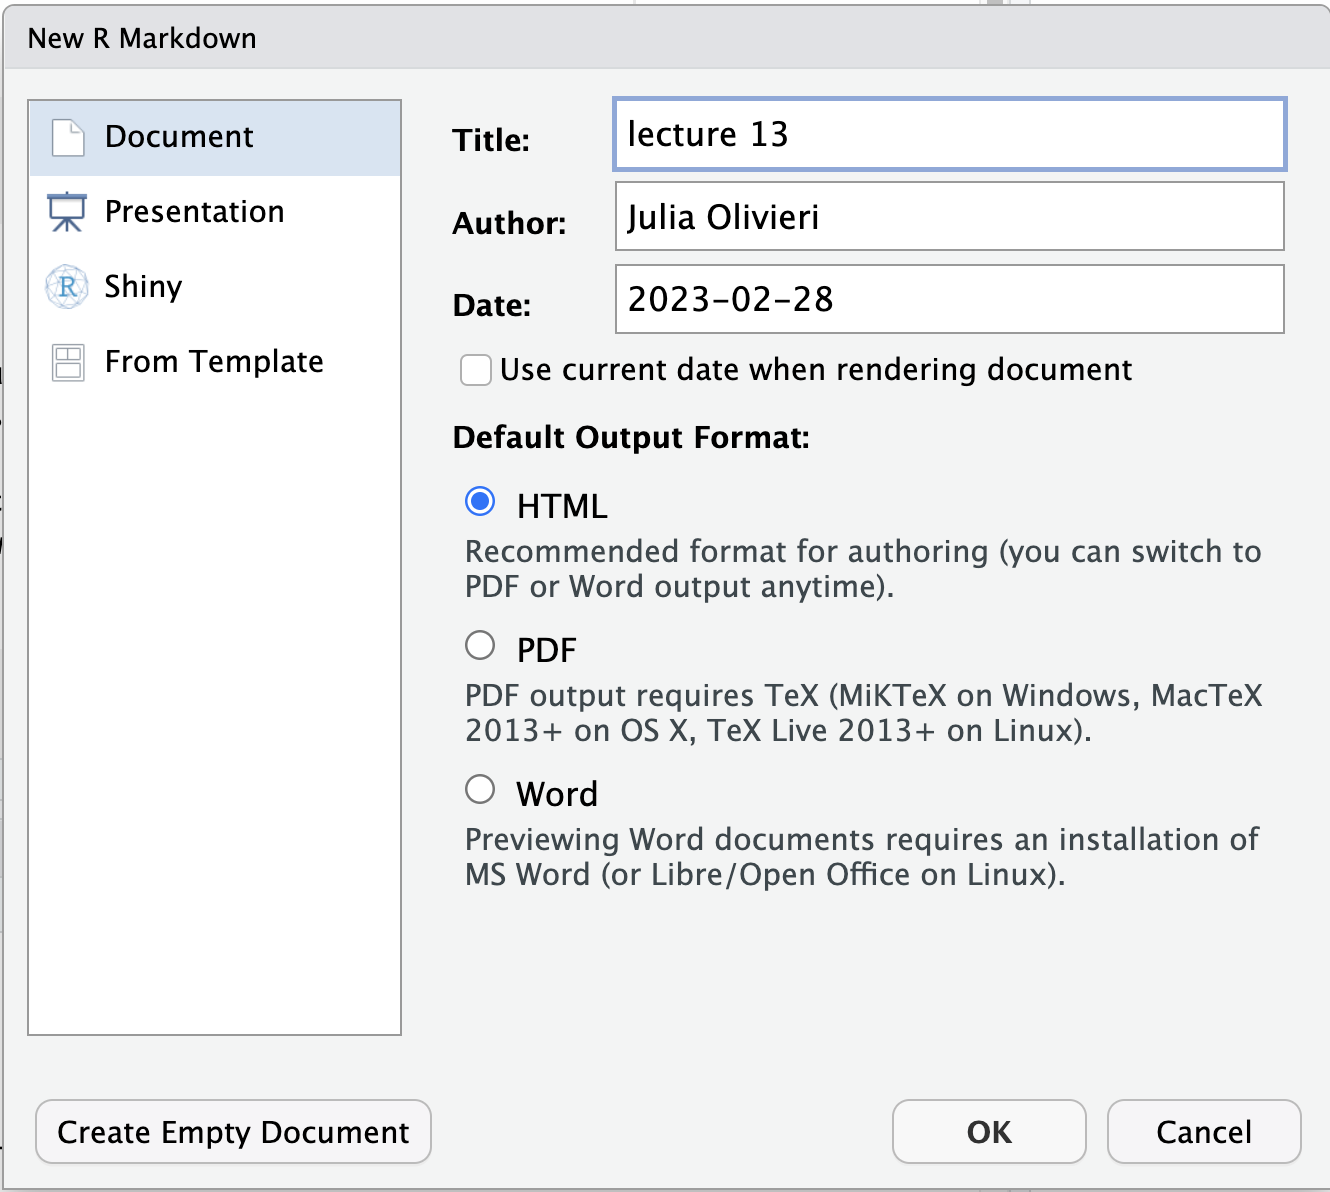 New R Markdown
Document
Presentation
Shiny
From Template
Title: lecture 13
Author: Julia Olivieri
Date: 2023-02-28
Use current date when rendering document
Default Output Format:
HTML
Recommended format for authoring (you can switch to
PDF or Word output anytime).
PDF
PDF output requires TeX (MiKTeX on Windows, MacTeX
2013+ on OS X, TeX Live 2013+ on Linux).
Word
Previewing Word documents requires an installation of
MS Word (or Libre/Open Office on Linux).
Create Empty Document
OK
Cancel